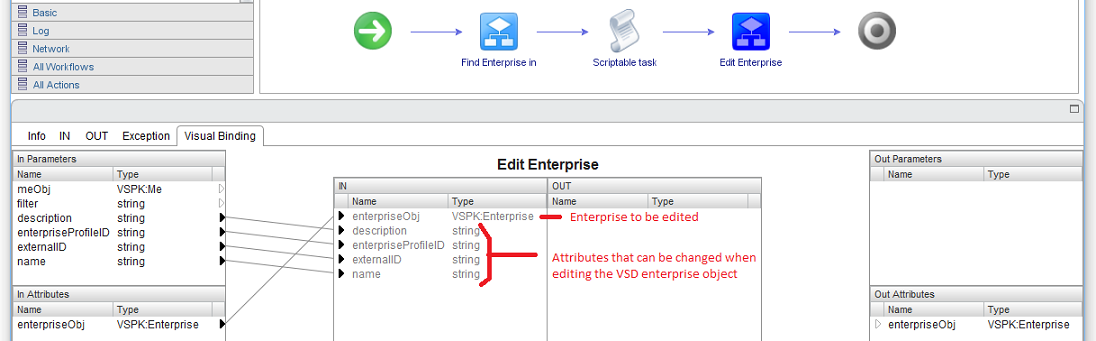 Basic
Log
Network
All Workflows
All Actions
Find Enterprise in
Scriptable task
Edit Enterprise
Info IN OUT Exception Visual Binding
In Parameters
Name Type
meObj VSPK:Me
filter string
description string
enterpriseProfileID string
externalID string
name string
In Attributes
Name Type
enterpriseObj VSPK:Enterprise
Edit Enterprise
IN OUT
Name Type Name Type
enterpriseObj VSPK:Enterprise
description string
enterpriseProfileID string
externalID string
name string
Enterprise to be edited
Attributes that can be changed when
editing the VSD enterprise object
Out Parameters
Name Type
Out Attributes
Name Type
enterpriseObj VSPK:Enterprise